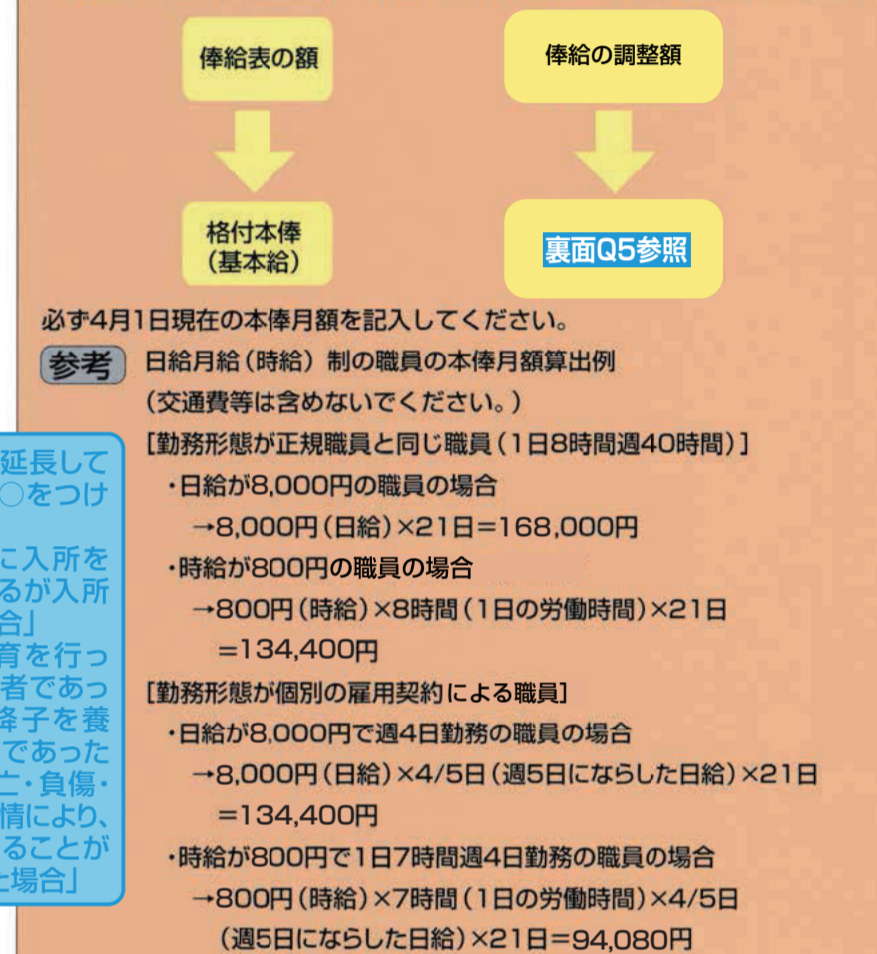 俸給表の額
俸給の調整額
格付本俸
(基本給)
裏面Q5参照
必ず4月1日現在の本俸月額を記入してください。
参考 日給月給(時給) 制の職員の本俸月額算出例
(交通費等は含めないでください。)
[勤務形態が正規職員と同じ職員(1日8時間週40時間)]
・日給が8,000円の職員の場合
→8,000円(日給)×21日=168,000円
・時給が800円の職員の場合
→800円(時給)×8時間(1日の労働時間)×21日
=134,400円
[勤務形態が個別の雇用契約による職員]
・日給が8,000円で週4日勤務の職員の場合
→8,000円(日給)×4/5日(週5日にならした日給)×21日
=134,400円
・時給が800円で1日7時間週4日勤務の職員の場合
→800円(時給)×7時間(1日の労働時間)×4/5日
(週5日にならした日給)×21日=94,080円
延長して
○をつけ
に入所を
るが入所
合」
育を行っ
者であっ
降子を養
であった
亡・負傷・
情により、
ることが
た場合」